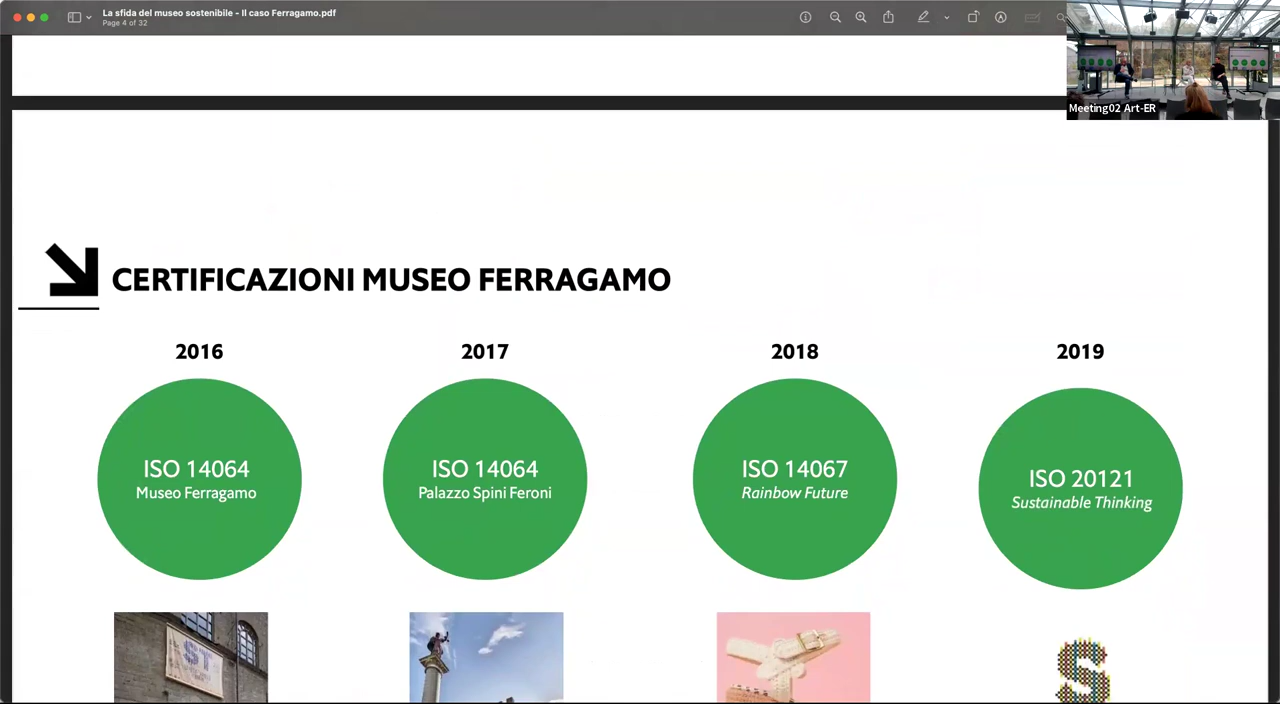 La sfida del museo sostenibile - Il caso Ferragamo.pdf
Page 4 of 32
Meeting02 Art-ER
CERTIFICAZIONI MUSEO FERRAGAMO
2016
2017
2018
2019
ISO 14064
Museo Ferragamo
ISO 14064
Palazzo Spini Feroni
ISO 14067
Rainbow Future
ISO 20121
Sustainable Thinking
ST
S